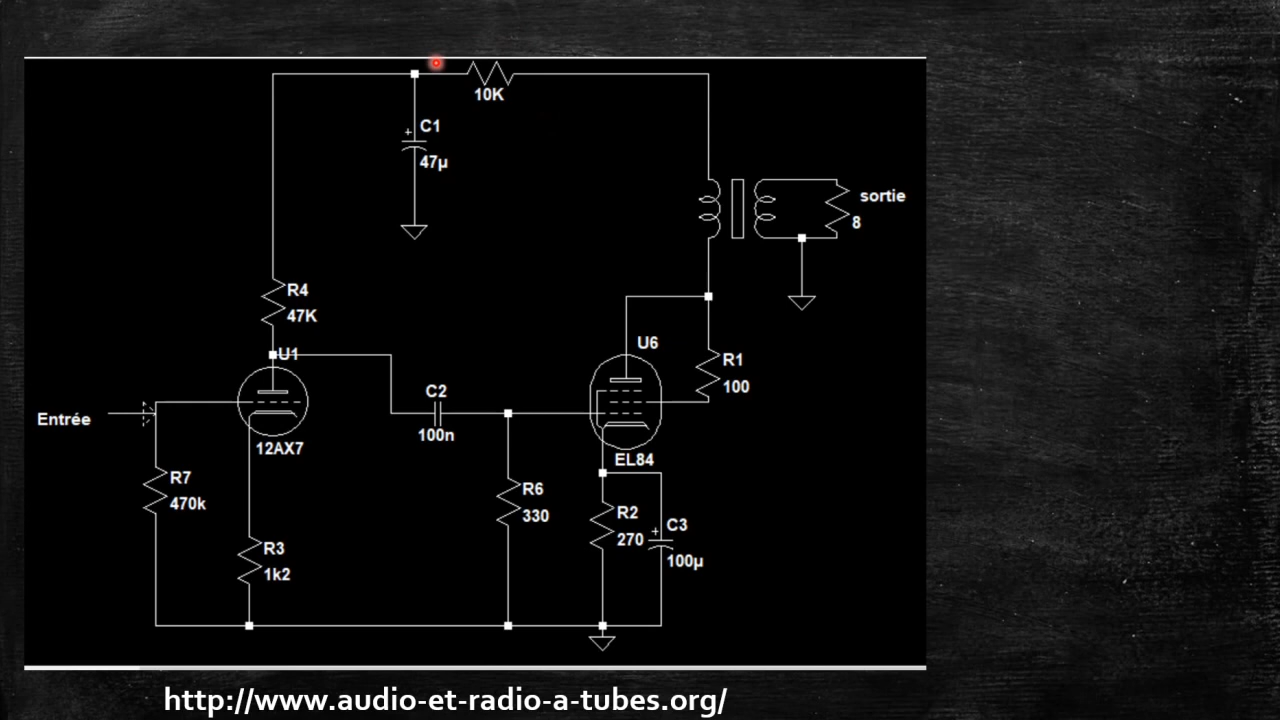 10K
C1
47µ
sortie
8
R4
47K
U1
U6
R1
100
C2
100n
Entrée
12AX7
EL84
R7
470k
R6
330
R2
270
C3
100µ
R3
1k2
http://www.audio-et-radio-a-tubes.org/